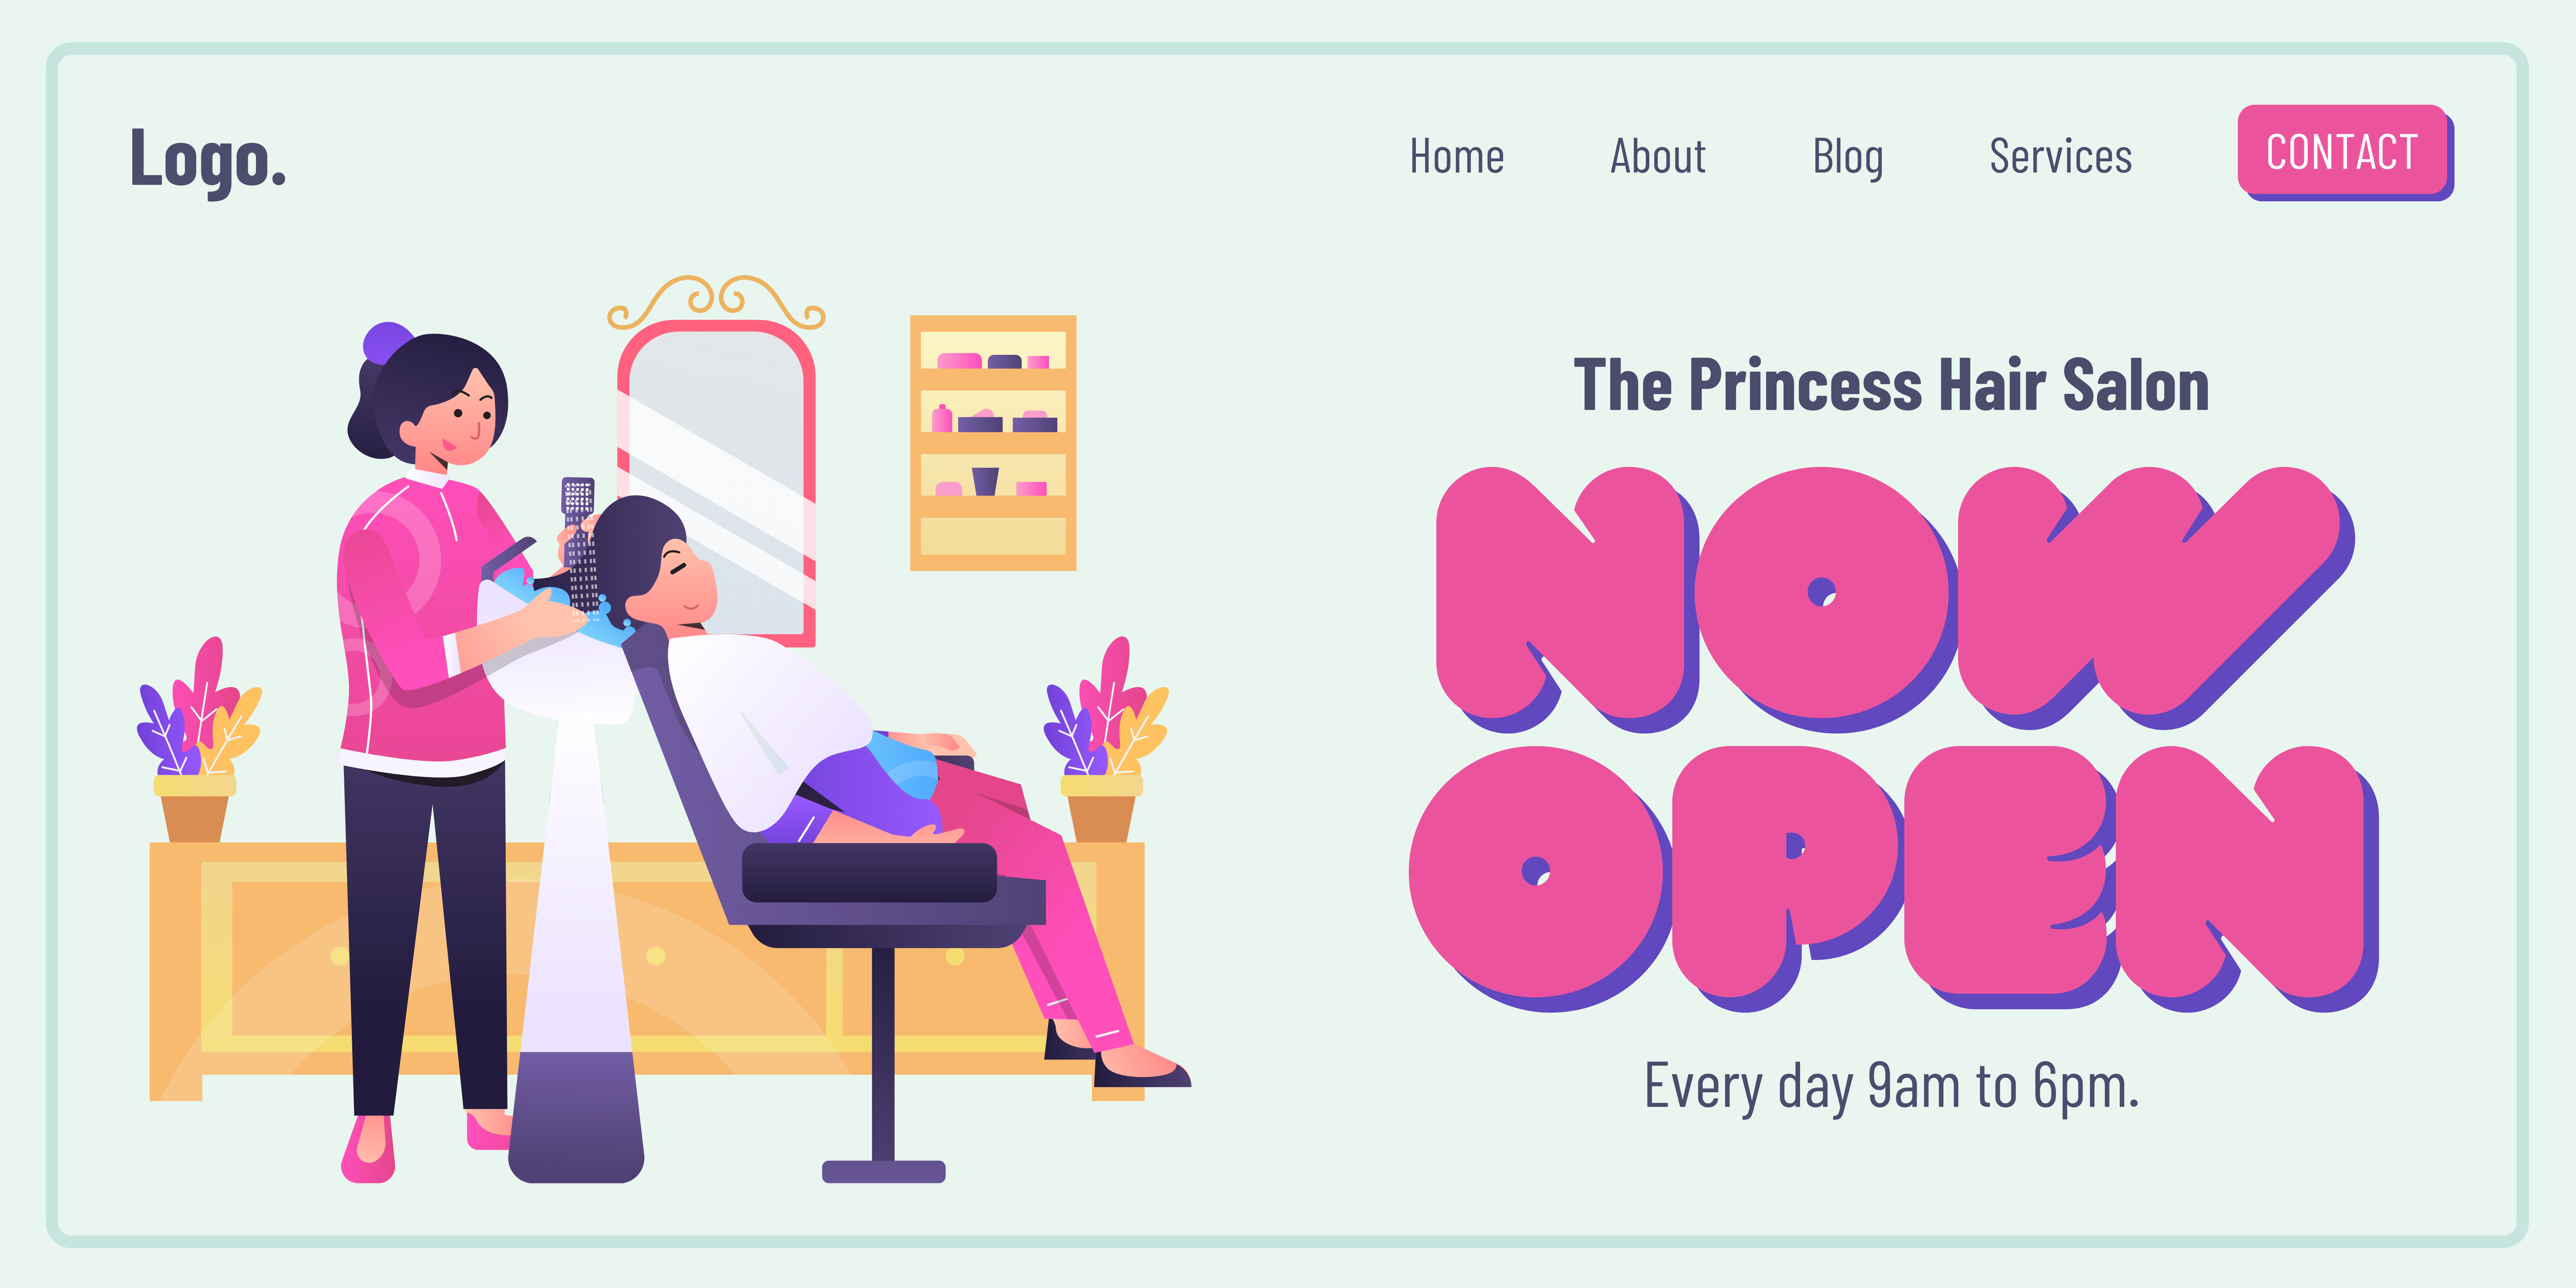 Logo.
Home About Blog Services CONTACT
The Princess Hair Salon
NOW
OPEN
Every day 9am to 6pm.